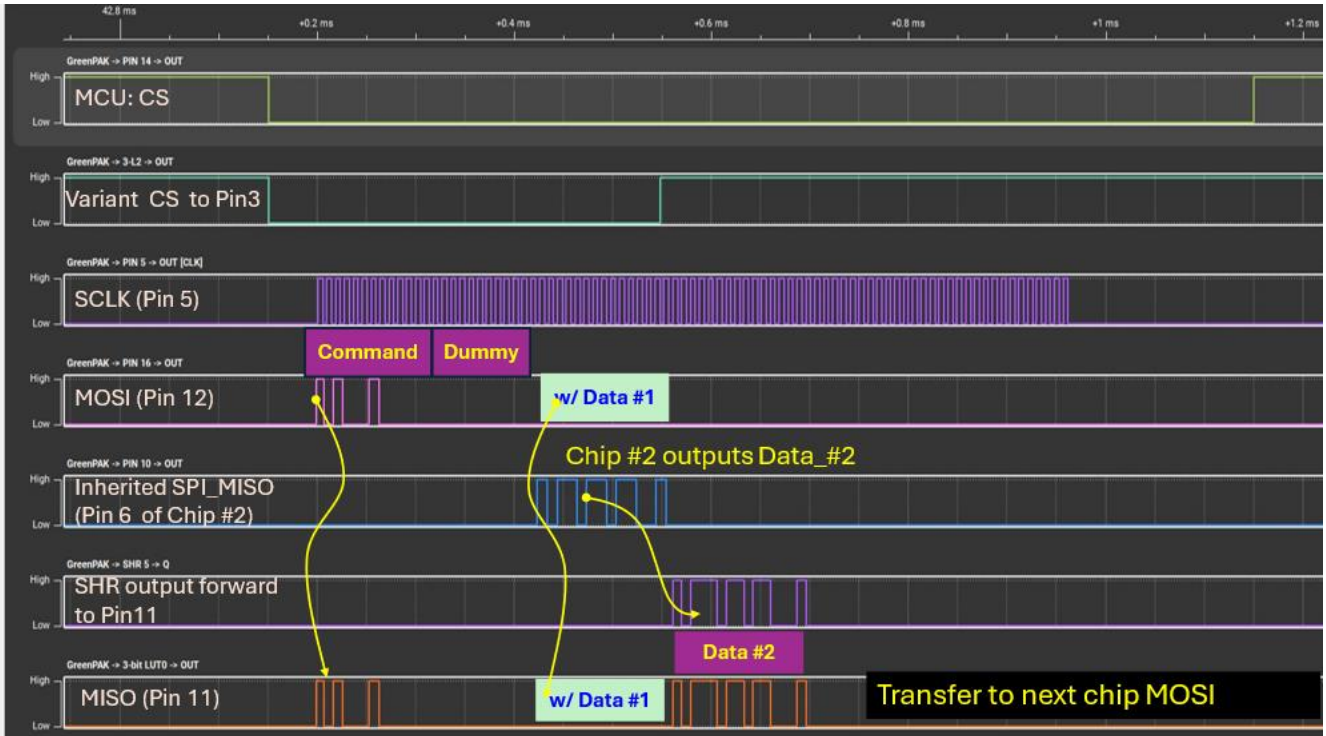 42.8 ms
+0.2 ms
+0.4 ms
+0.6 ms
+0.8 ms
+1 ms
+1.2 ms
GreenPAK -> PIN 14 -> OUT
High
MCU: CS
Low
GreenPAK -> 3-L2 -> OUT
High
Variant CS to Pin3
Low
GreenPAK -> PIN 5 -> OUT [CLK]
High
SCLK (Pin 5)
Low
Command
Dummy
GreenPAK -> PIN 16 -> OUT
High
MOSI (Pin 12)
w/ Data #1
Low
Chip #2 outputs Data_#2
GreenPAK -> PIN 10 -> OUT
High
Inherited SPI_MISO
(Pin 6 of Chip #2)
Low
GreenPAK -> SHR 5 -> Q
High
SHR output forward
to Pin11
Low
Data #2
GreenPAK -> 3-bit LUT0 -> OUT
High
MISO (Pin 11)
w/ Data #1
Transfer to next chip MOSI
Low